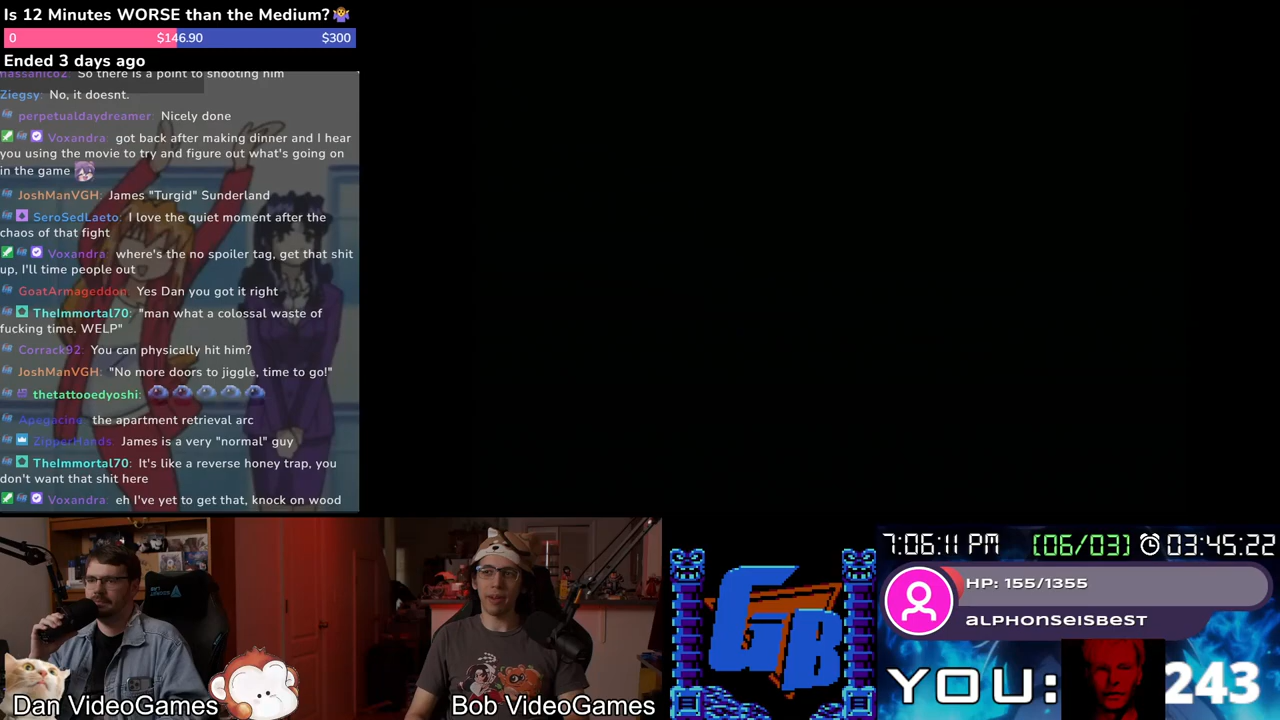 Is 12 Minutes WORSE than the Medium?🤷
0 $146.90 $300
Ended 3 days ago
hassanico2: So there is a point to shooting him
Ziegsy: No, it doesnt.
perpetualdaydreamer: Nicely done
Voxandra: got back after making dinner and I hear
you using the movie to try and figure out what's going on
in the game
JoshManVGH: James "Turgid" Sunderland
SeroSedLaeto: I love the quiet moment after the
chaos of that fight
Voxandra: where's the no spoiler tag, get that shit
up, I'll time people out
GoatArmageddon: Yes Dan you got it right
TheImmortal70: "man what a colossal waste of
fucking time. WELP"
Corrack92: You can physically hit him?
JoshManVGH: "No more doors to jiggle, time to go!"
thetattooedyoshi:
Apegacine: the apartment retrieval arc
ZipperHands: James is a very "normal" guy
TheImmortal70: It's like a reverse honey trap, you
don't want that shit here
Voxandra: eh I've yet to get that, knock on wood
Dan VideoGames
Bob VideoGames
GB
7:06:11 PM [06/03] 03:45:22
HP: 155/1355
aLPHONSeISBeST
YOU: 243